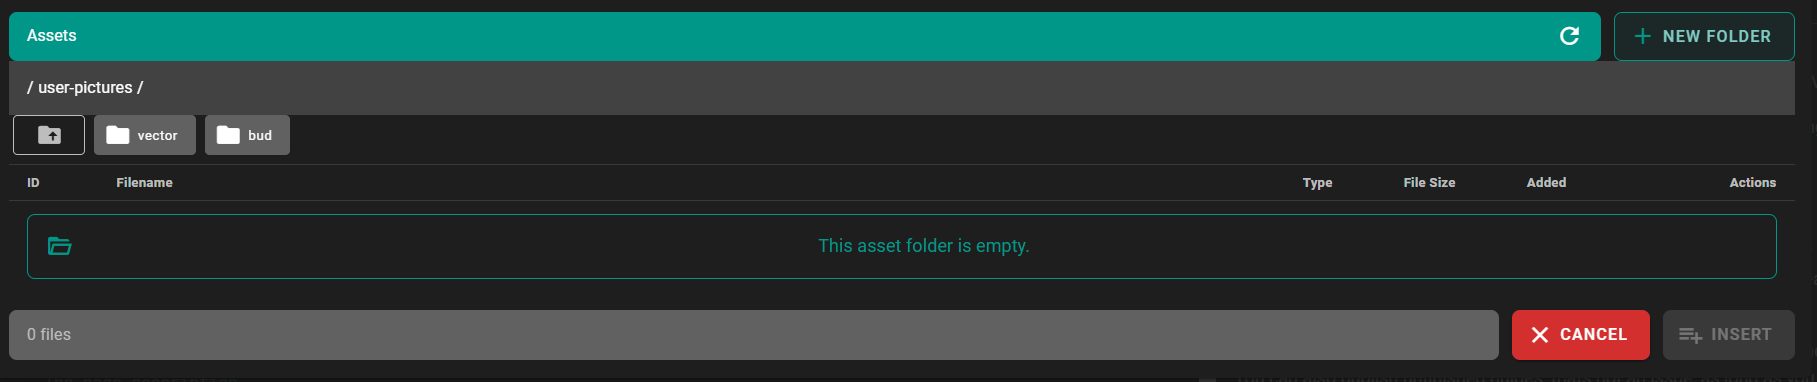 Assets
NEW FOLDER
/ user-pictures /
vector
bud
ID Filename Type File Size Added Actions
This asset folder is empty.
0 files
CANCEL
INSERT